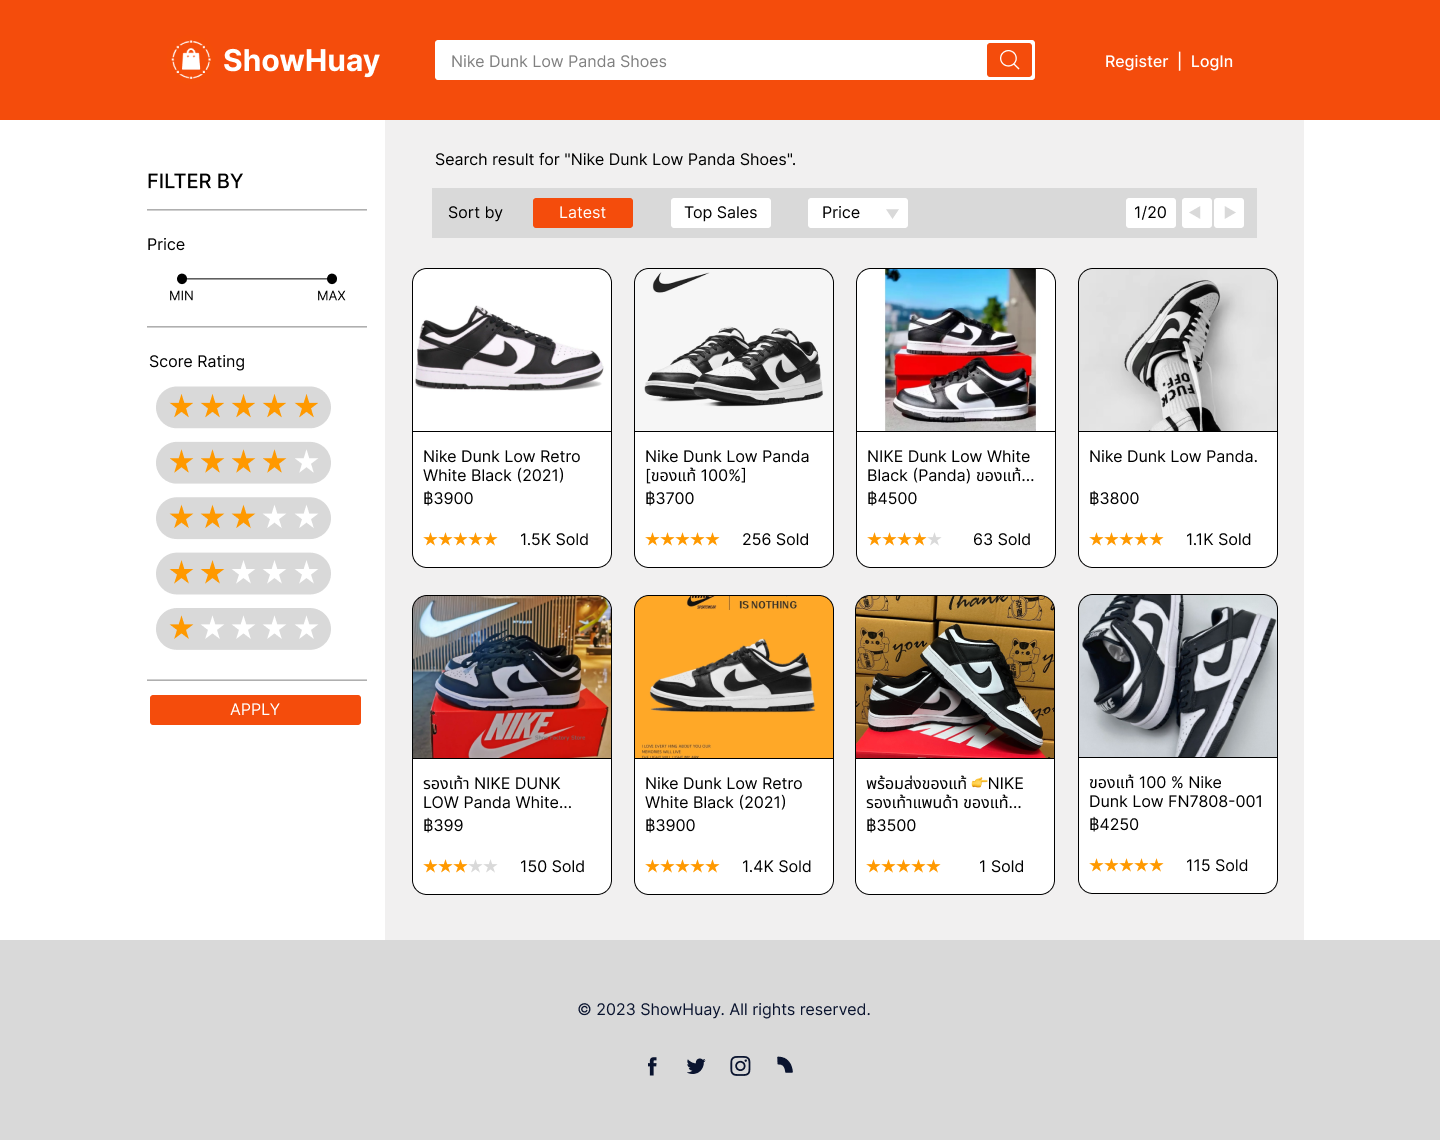 ShowHuay
Nike Dunk Low Panda Shoes
Register | LogIn
FILTER BY
Price
MIN
MAX
Score Rating
APPLY
Search result for "Nike Dunk Low Panda Shoes".
Sort by
Latest
Top Sales
Price
1/20
FUCK
OFF.
Nike Dunk Low Retro
White Black (2021)
฿3900
1.5K Sold
Nike Dunk Low Panda
[ของแท้ 100%]
฿3700
256 Sold
NIKE Dunk Low White
Black (Panda) ของแท้...
฿4500
63 Sold
Nike Dunk Low Panda.
฿3800
1.1K Sold
NIKE
รองเท้า NIKE DUNK
LOW Panda White...
฿399
150 Sold
SPORTSWEAR
IS NOTHING
Nike Dunk Low Retro
White Black (2021)
฿3900
1.4K Sold
Thank
you
you
พร้อมส่งของแท้ 👉NIKE
รองเท้าแพนด้า ของแท้...
฿3500
1 Sold
NIKE
ของแท้ 100 % Nike
Dunk Low FN7808-001
฿4250
115 Sold
© 2023 ShowHuay. All rights reserved.